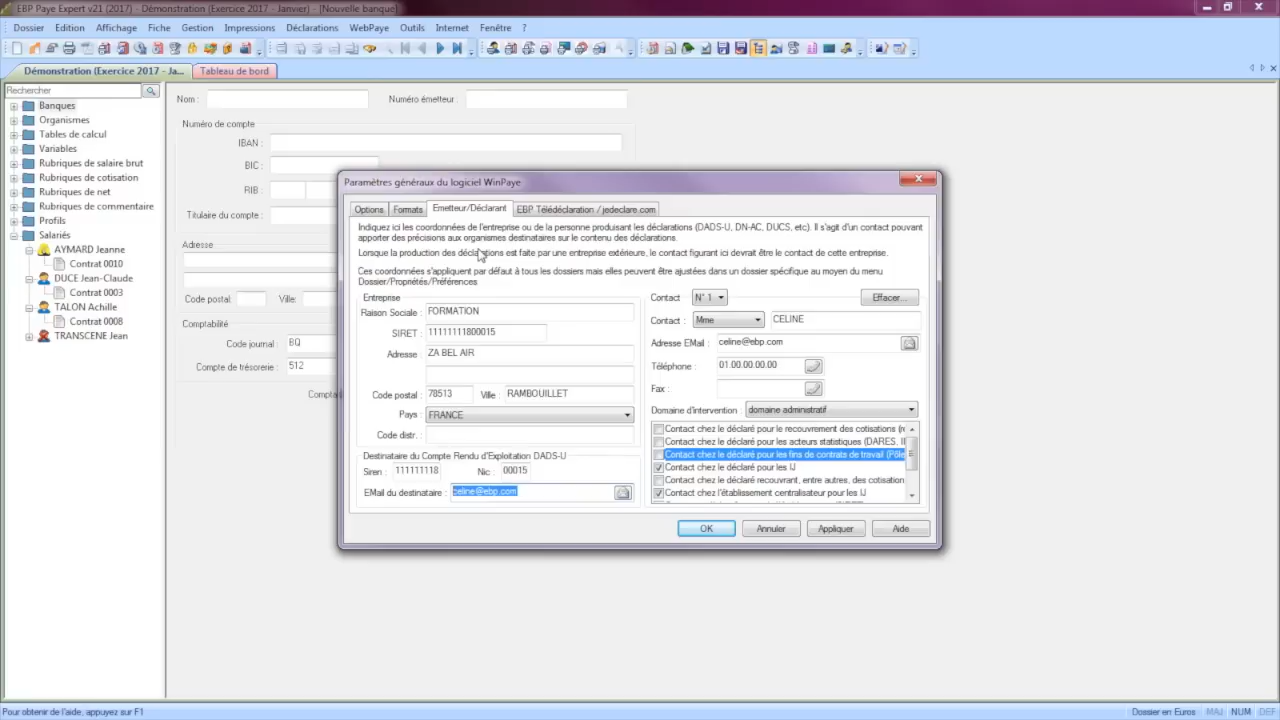 EBP Paye Expert v21 (2017) - Démonstration (Exercice 2017 - Janvier) - [Nouvelle banque]
Dossier Edition Affichage Fiche Gestion Impressions Déclarations WebPaye Outils Internet Fenêtre ?
Démonstration (Exercice 2017 - Ja... Tableau de bord
Rechercher
Banques
Organismes
Tables de calcul
Variables
Rubriques de salaire brut
Rubriques de cotisation
Rubriques de net
Rubriques de commentaire
Profils
Salariés
AYMARD Jeanne
Contrat 0010
DUCE Jean-Claude
Contrat 0003
TALON Achille
Contrat 0008
TRANSCENE Jean
Nom : Numéro émetteur :
Numéro de compte
IBAN :
BIC :
RIB :
Titulaire du compte :
Adresse
Code postal: Ville:
Comptabilité
Code journal : BQ
Compte de trésorerie : 512
Compta
Paramètres généraux du logiciel WinPaye
Options Formats Emetteur/Déclarant EBP Télédéclaration / jedeclare.com
Indiquez ici les coordonnées de l'entreprise ou de la personne produisant les déclarations (DADS-U, DN-AC, DUCS, etc). Il s'agit d'un contact pouvant
apporter des précisions aux organismes destinataires sur le contenu des déclarations.
Lorsque la production des déclarations est faite par une entreprise extérieure, le contact figurant ici devrait être le contact de cette entreprise.
Ces coordonnées s'appliquent par défaut à tous les dossiers mais elles peuvent être ajustées dans un dossier spécifique au moyen du menu
Dossier/Propriétés/Préférences
Entreprise
Raison Sociale : FORMATION
SIRET : 11111111800015
Adresse : ZA BEL AIR
Code postal : 78513 Ville : RAMBOUILLET
Pays : FRANCE
Code distr. :
Destinataire du Compte Rendu d'Exploitation DADS-U
Siren : 111111118 Nic : 00015
EMail du destinataire : celine@ebp.com
Contact N° 1 Effacer...
Contact : Mme CELINE
Adresse EMail : celine@ebp.com
Téléphone : 01.00.00.00.00
Fax :
Domaine d'intervention : domaine administratif
Contact chez le déclaré pour le recouvrement des cotisations (r
Contact chez le déclaré pour les acteurs statistiques (DARES, II
Contact chez le déclaré pour les fins de contrats de travail (Pôle
Contact chez le déclaré pour les IJ
Contact chez le déclaré recouvrant, entre autres, des cotisation
Contact chez l'établissement centralisateur pour les IJ
OK Annuler Appliquer Aide
Pour obtenir de l'aide, appuyez sur F1 Dossier en Euros MAJ NUM DEF